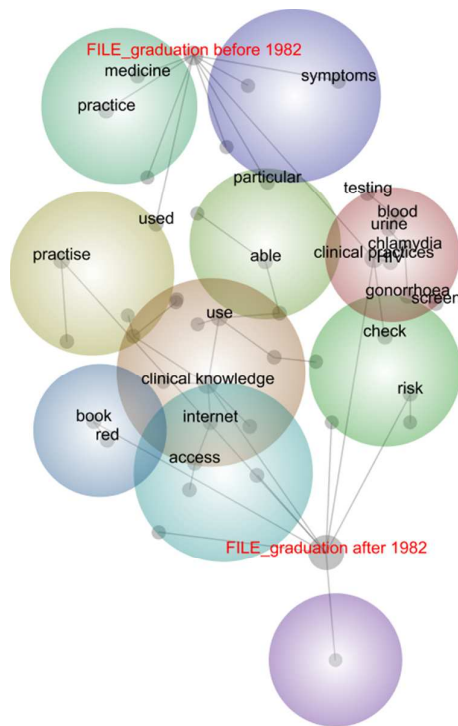 FILE_graduation before 1982
medicine
symptoms
practice
particular
testing
used
blood
urine
chlamydia
practise
able
clinical practices
HIV
gonorrhoea
screen
use
check
clinical knowledge
risk
book
internet
red
access
FILE_graduation after 1982